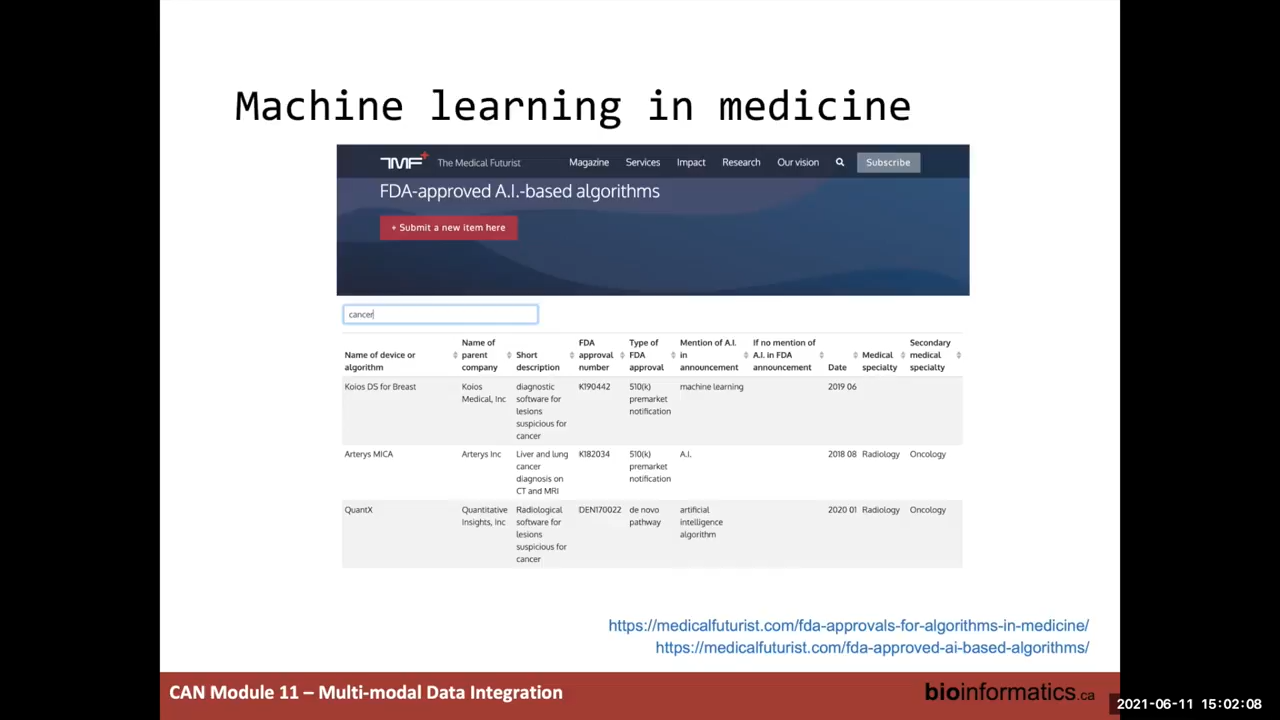 Machine learning in medicine
TMF The Medical Futurist Magazine Services Impact Research Our vision Subscribe
FDA-approved A.I.-based algorithms
+ Submit a new item here
cancer
Name of device or algorithm
Name of parent company
Short description
FDA approval number
Type of FDA approval
Mention of A.I. in announcement
If no mention of A.I. in FDA announcement
Date
Medical specialty
Secondary medical specialty
Koios DS for Breast
Koios Medical, Inc
diagnostic software for lesions suspicious for cancer
K190442
510(k) premarket notification
machine learning
2019 06
Arterys MICA
Arterys Inc
Liver and lung cancer diagnosis on CT and MRI
K182034
510(k) premarket notification
A.I.
2018 08
Radiology
Oncology
QuantX
Quantitative Insights, Inc
Radiological software for lesions suspicious for cancer
DEN170022
de novo pathway
artificial intelligence algorithm
2020 01
Radiology
Oncology
https://medicalfuturist.com/fda-approvals-for-algorithms-in-medicine/
https://medicalfuturist.com/fda-approved-ai-based-algorithms/
CAN Module 11 – Multi-modal Data Integration
bioinformatics.ca
2021-06-11 15:02:08